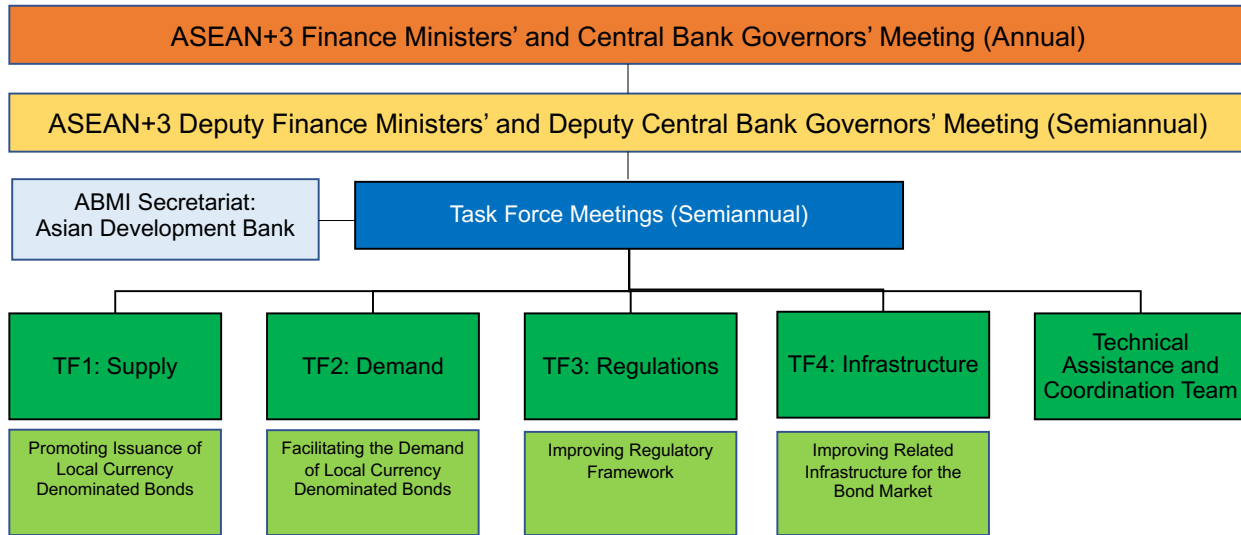 ASEAN+3 Finance Ministers’ and Central Bank Governors’ Meeting (Annual)
ASEAN+3 Deputy Finance Ministers’ and Deputy Central Bank Governors’ Meeting (Semiannual)
ABMI Secretariat:
Asian Development Bank
Task Force Meetings (Semiannual)
TF1: Supply
TF2: Demand
TF3: Regulations
TF4: Infrastructure
Technical
Assistance and
Coordination Team
Promoting Issuance of
Local Currency
Denominated Bonds
Facilitating the Demand
of Local Currency
Denominated Bonds
Improving Regulatory
Framework
Improving Related
Infrastructure for the
Bond Market